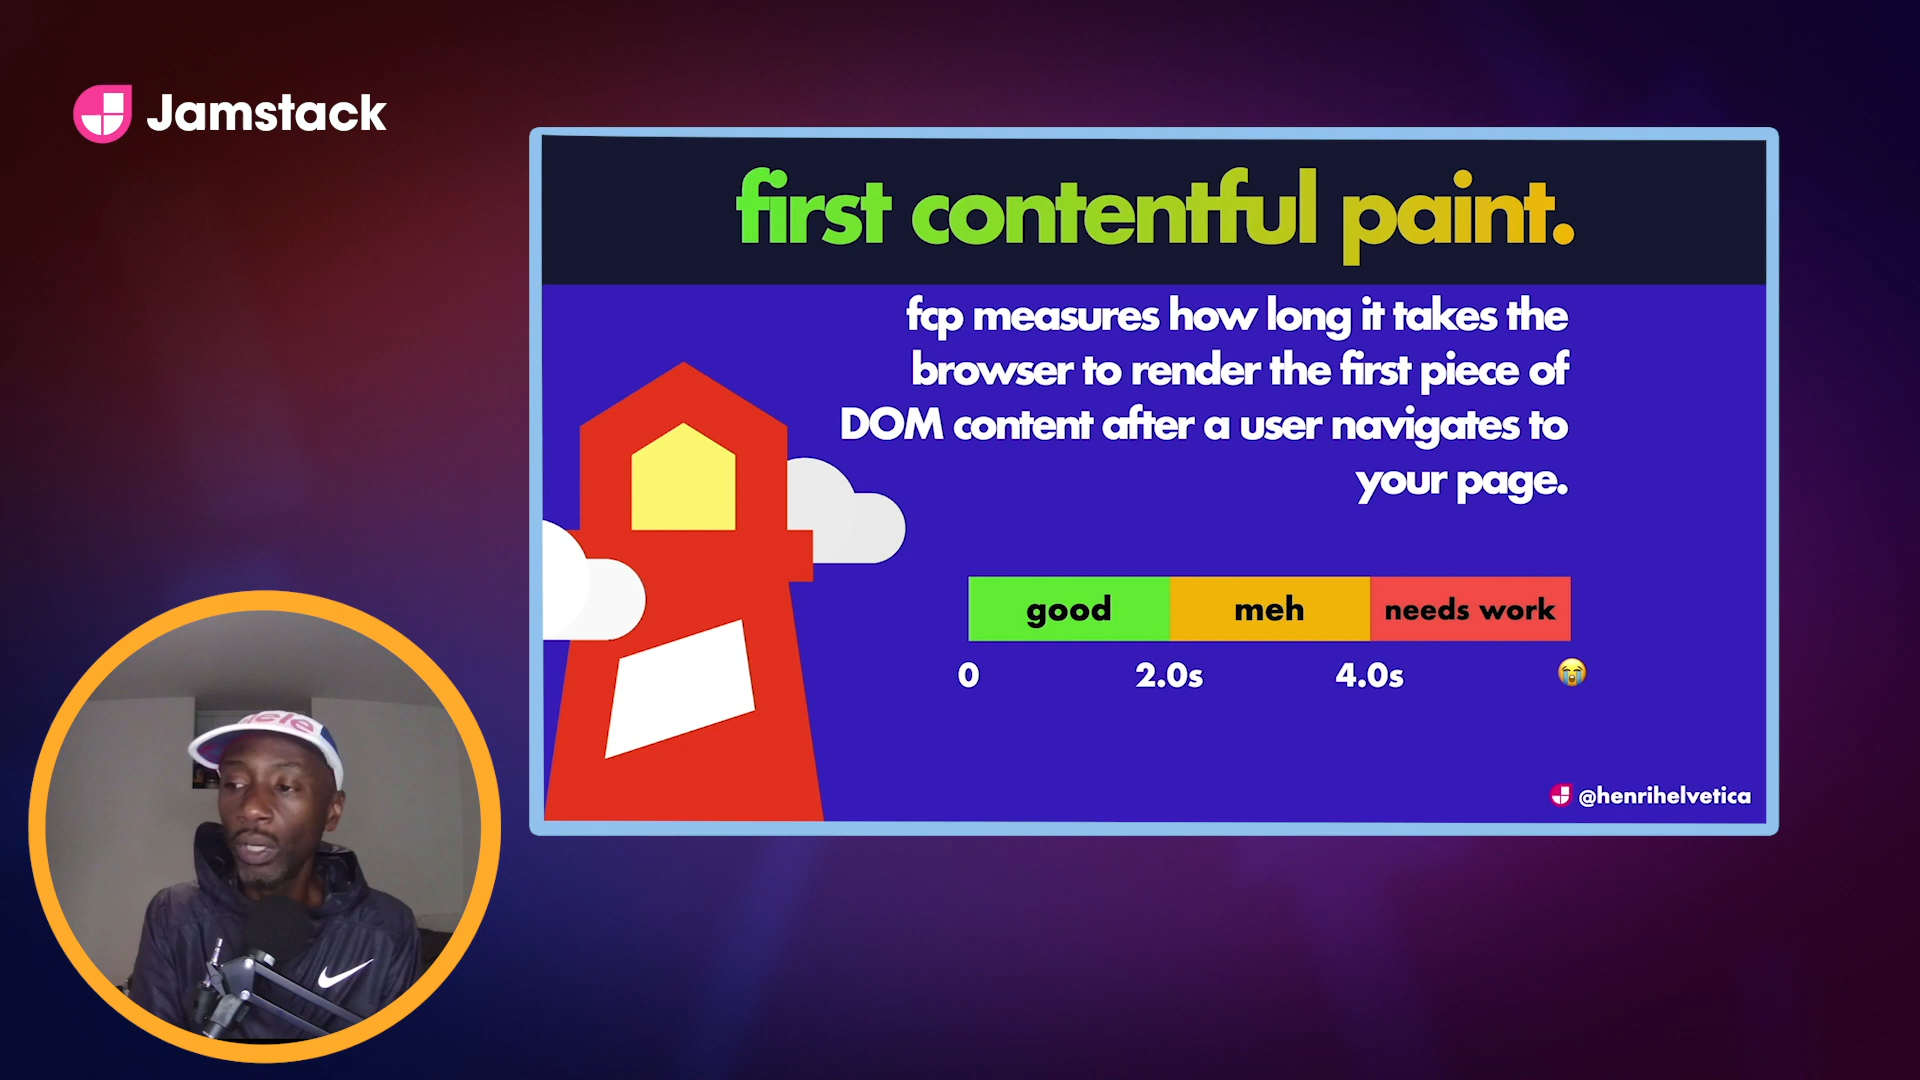 Jamstack
first contentful paint.
fcp measures how long it takes the
browser to render the first piece of
DOM content after a user navigates to
your page.
good meh needs work
0 2.0s 4.0s
@henrihelvetica